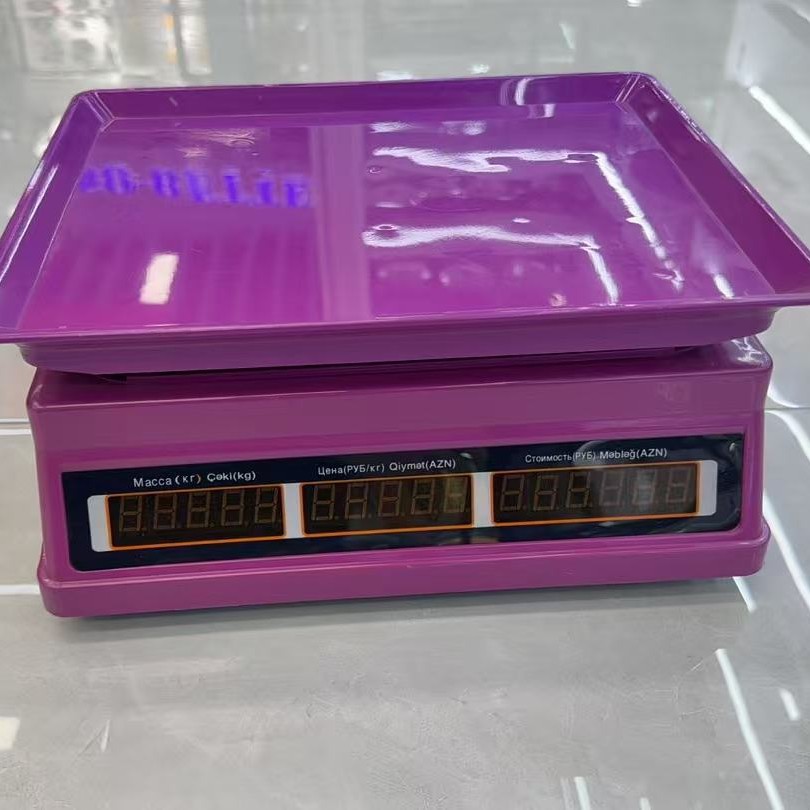 Масса(кг) Çəki(kg)
Цена(РУБ/кг) Qiymət(AZN)
Стоимость(РУБ) Məbləğ(AZN)